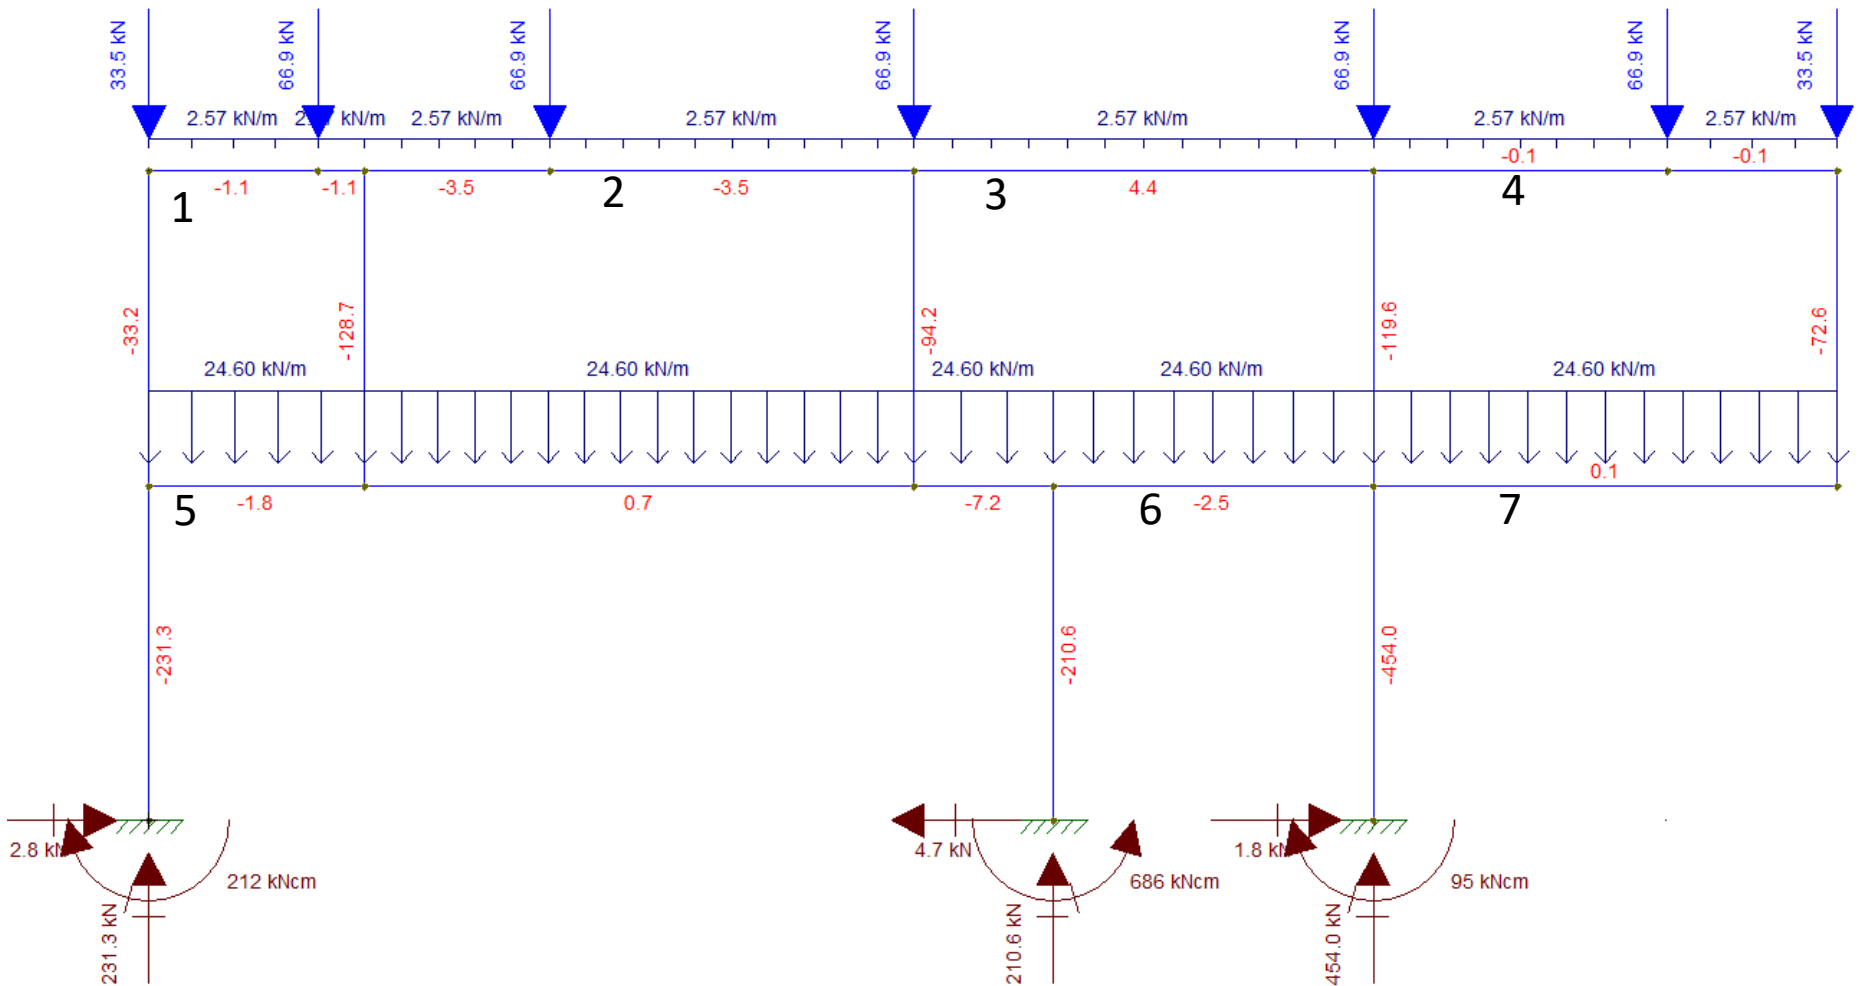 33.5 kN
66.9 kN
66.9 kN
66.9 kN
66.9 kN
66.9 kN
33.5 kN
2.57 kN/m
kN/m
2.57 kN/m
2.57 kN/m
2.57 kN/m
2.57 kN/m
2.57 kN/m
-0.1
-0.1
-1.1
-1.1
-3.5
-3.5
4.4
1
2
3
4
-33.2
-128.7
-94.2
-119.6
-72.6
24.60 kN/m
24.60 kN/m
24.60 kN/m
24.60 kN/m
24.60 kN/m
0.1
5
-1.8
0.7
-7.2
6
-2.5
7
-231.3
-210.6
-454.0
2.8 kN
212 kNcm
231.3 kN
4.7 kN
686 kNcm
210.6 kN
1.8 kN
95 kNcm
454.0 kN